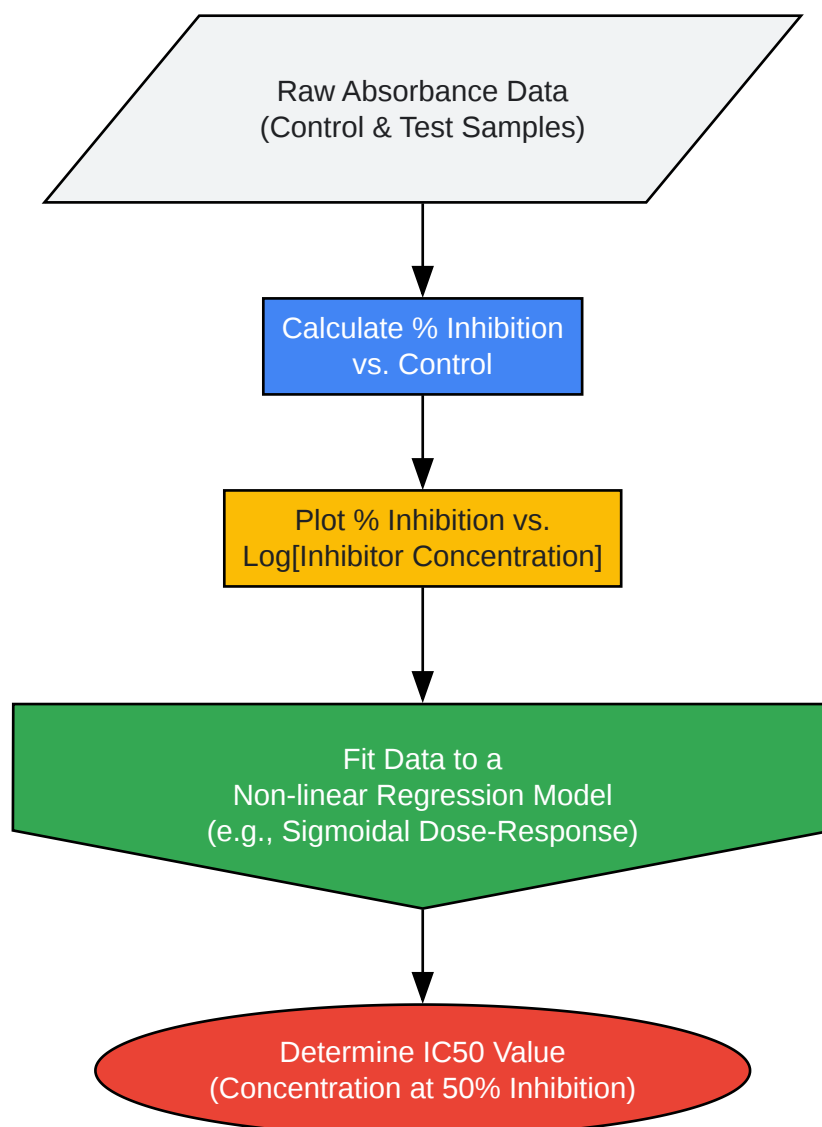 Raw Absorbance Data
(Control & Test Samples)
Calculate % Inhibition
vs. Control
Plot % Inhibition vs.
Log[Inhibitor Concentration]
Fit Data to a
Non-linear Regression Model
(e.g., Sigmoidal Dose-Response)
Determine IC50 Value
(Concentration at 50% Inhibition)